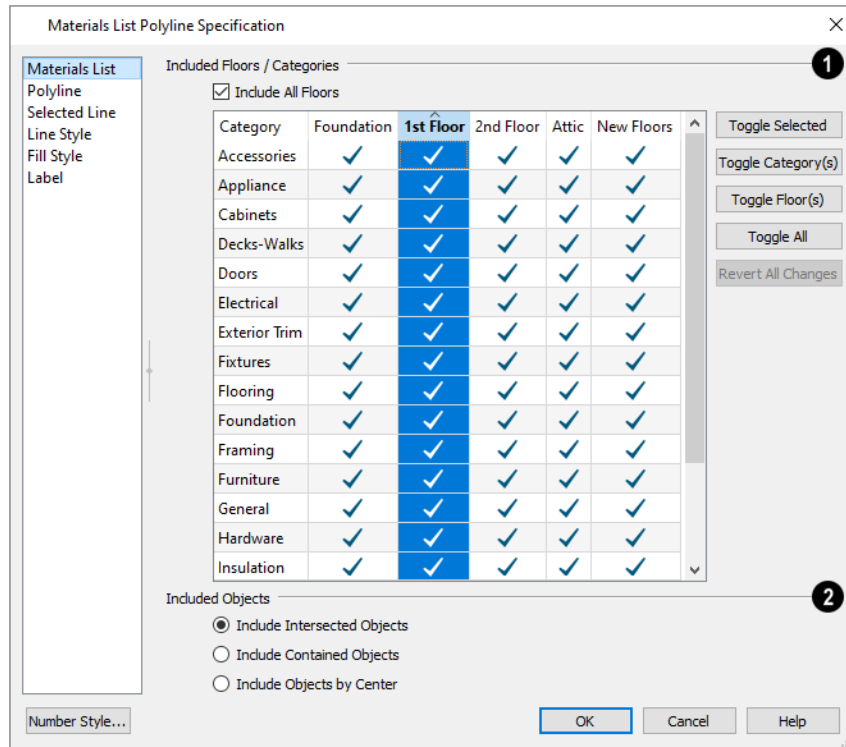 Materials List Polyline Specification
Materials List
Polyline
Selected Line
Line Style
Fill Style
Label
Included Floors / Categories
1
Include All Floors
Category Foundation 1st Floor 2nd Floor Attic New Floors
Accessories
Appliance
Cabinets
Decks-Walks
Doors
Electrical
Exterior Trim
Fixtures
Flooring
Foundation
Framing
Furniture
General
Hardware
Insulation
Toggle Selected
Toggle Category(s)
Toggle Floor(s)
Toggle All
Revert All Changes
Included Objects
2
Include Intersected Objects
Include Contained Objects
Include Objects by Center
Number Style...
OK
Cancel
Help